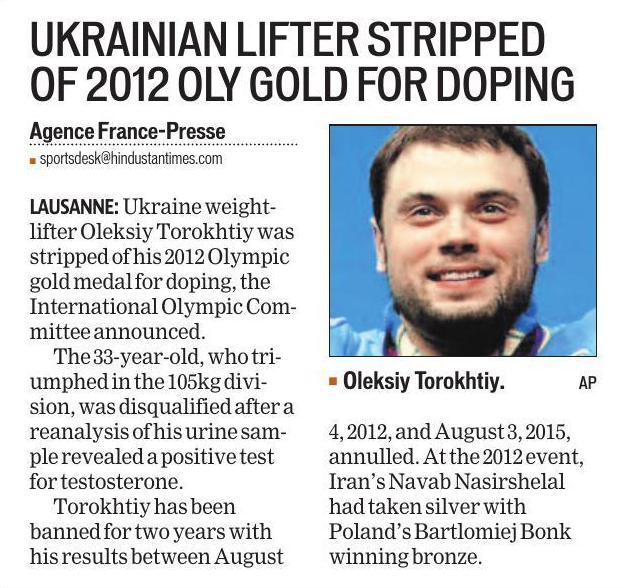 UKRAINIAN LIFTER STRIPPED
OF 2012 OLY GOLD FOR DOPING
Agence France-Presse
sportsdesk@hindustantimes.com
LAUSANNE: Ukraine weight-
lifter Oleksiy Torokhtiy was
stripped of his 2012 Olympic
gold medal for doping, the
International Olympic Com-
mittee announced.
The 33-year-old, who tri-
umphed in the 105kg divi-
sion, was disqualified after a
reanalysis of his urine sam-
ple revealed a positive test
for testosterone.
Torokhtiy has been
banned for two years with
his results between August
Oleksiy Torokhtiy.
AP
4, 2012, and August 3, 2015,
annulled. At the 2012 event,
Iran's Navab Nasirshelal
had taken silver with
Poland's Bartlomiej Bonk
winning bronze.